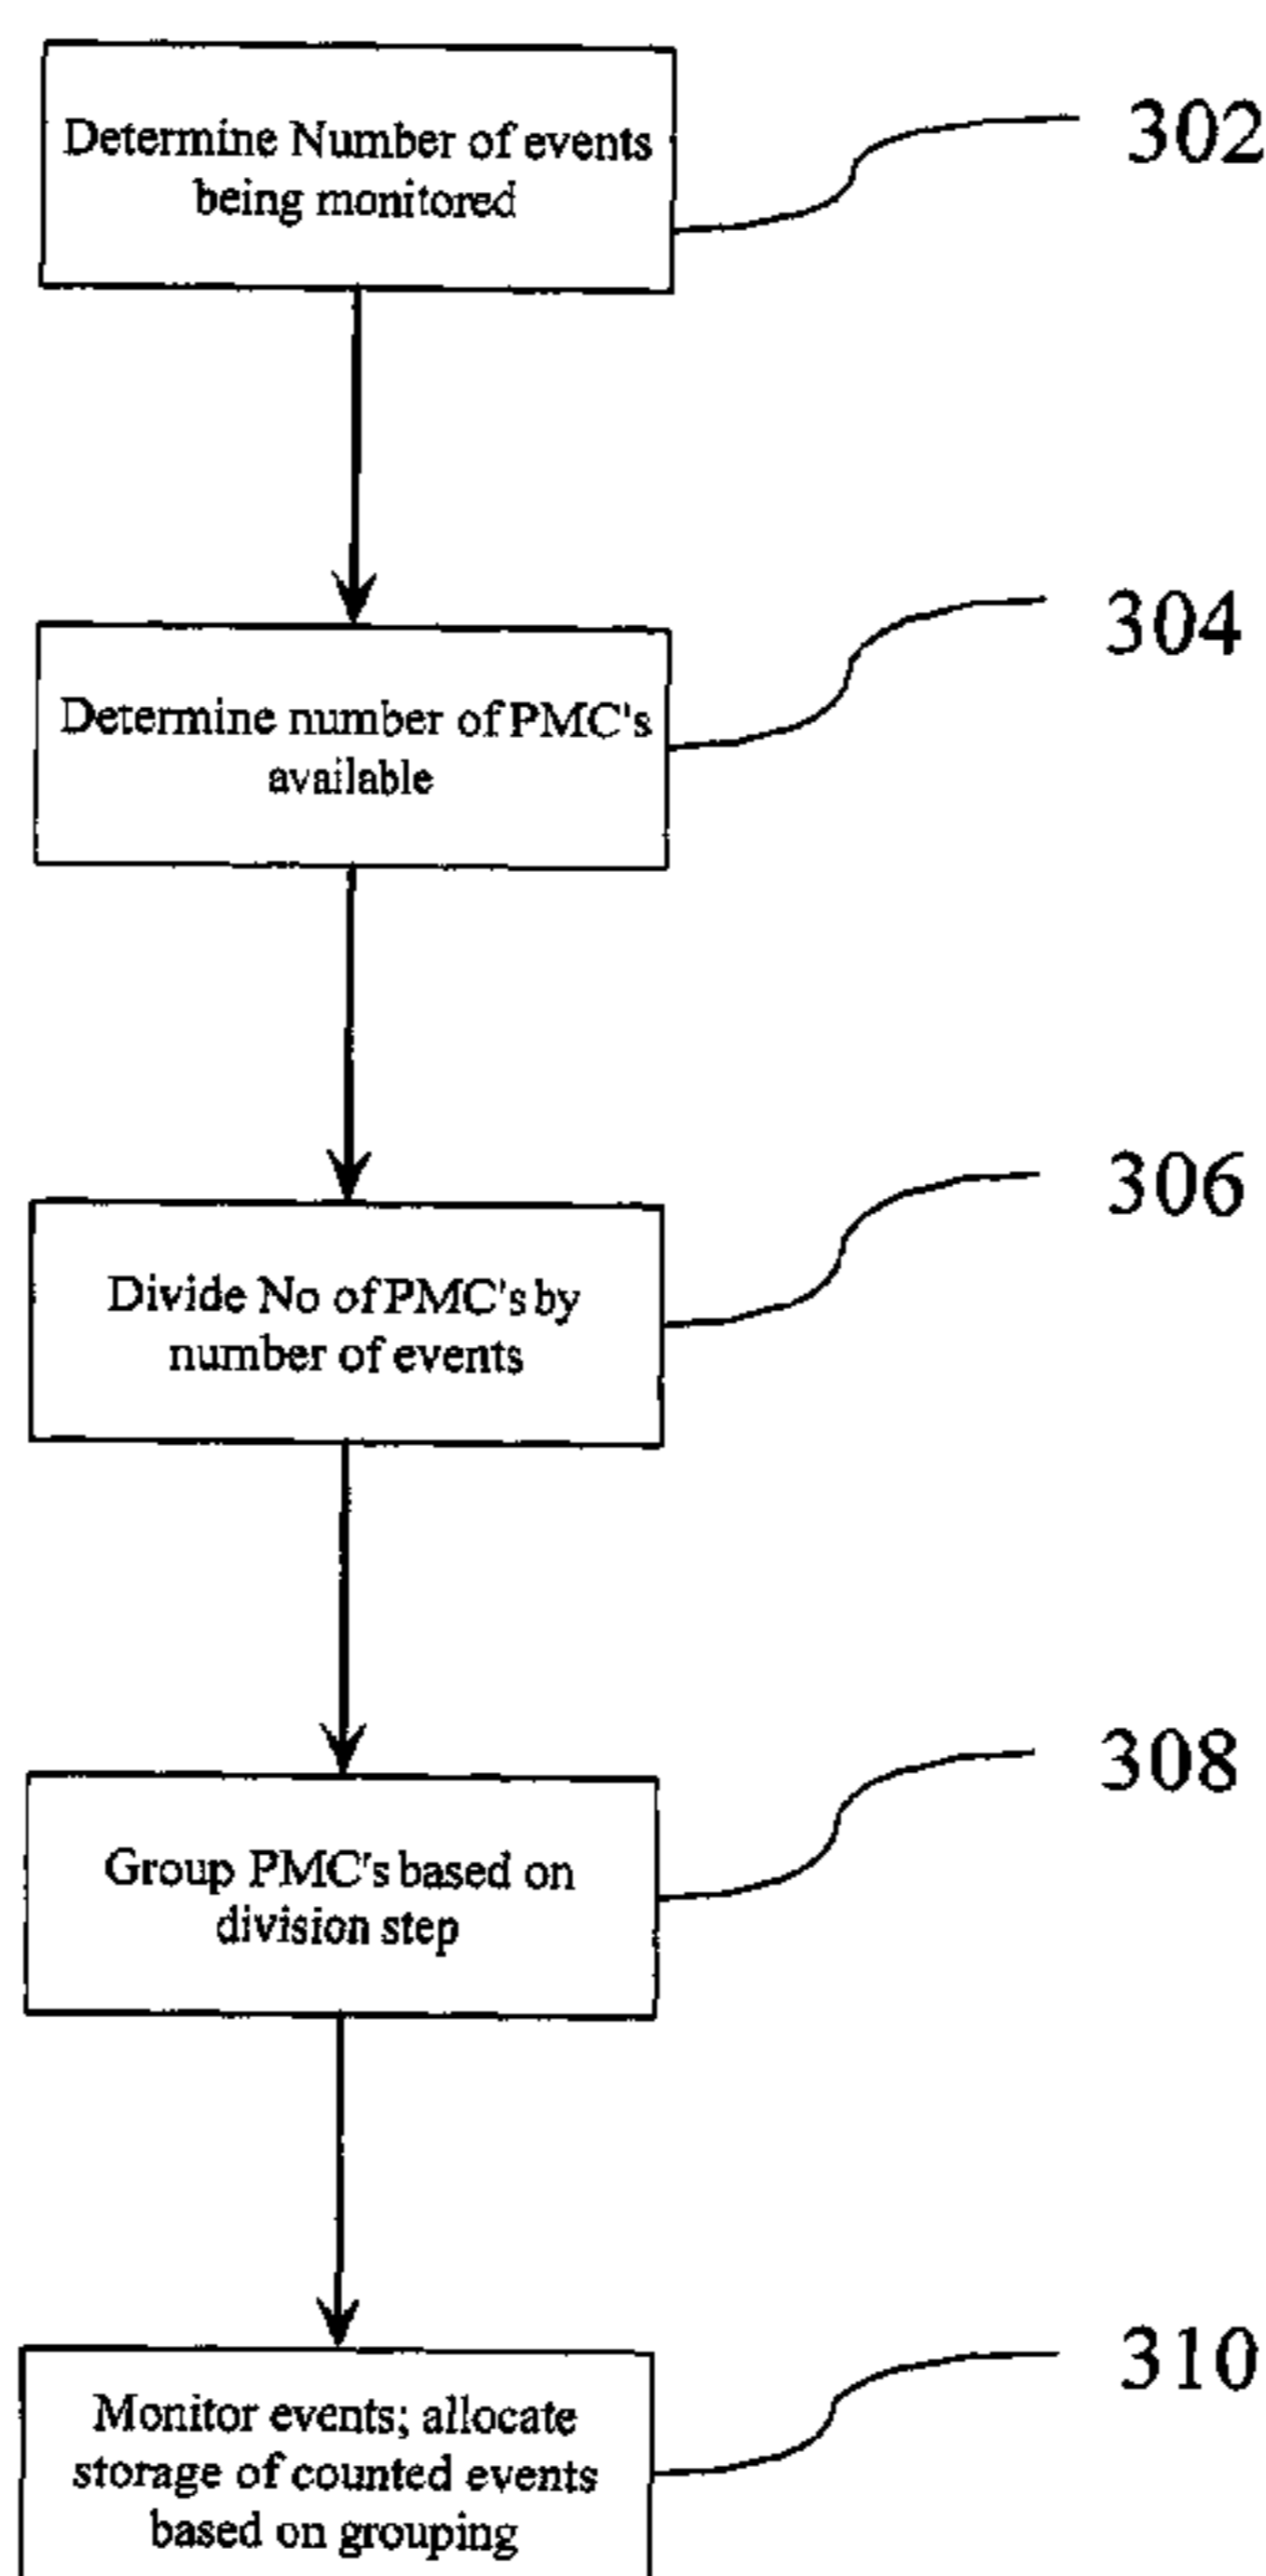 Determine Number of events
being monitored
302
Determine number of PMC's
available
304
Divide No of PMC's by
number of events
306
Group PMC's based on
division step
308
Monitor events; allocate
storage of counted events
based on grouping
310